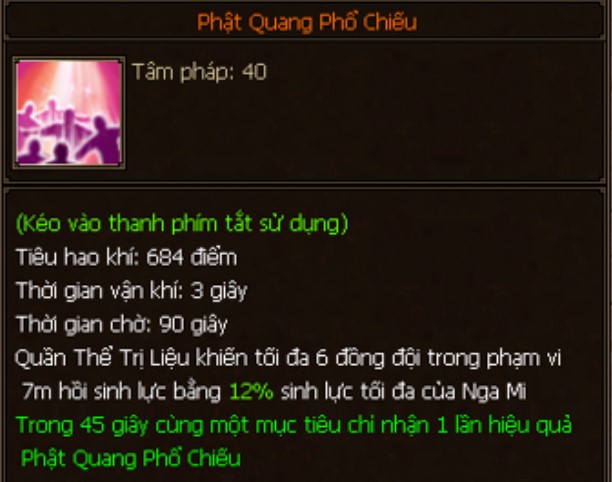 Phật Quang Phổ Chiếu
Tâm pháp: 40
(Kéo vào thanh phím tắt sử dụng)
Tiêu hao khí: 684 điểm
Thời gian vận khí: 3 giây
Thời gian chờ: 90 giây
Quần Thể Trị Liệu khiến tối đa 6 đồng đội trong phạm vi
7m hồi sinh lực bằng 12% sinh lực tối đa của Nga Mi
Trong 45 giây cùng một mục tiêu chỉ nhận 1 lần hiệu quả
Phật Quang Phổ Chiếu